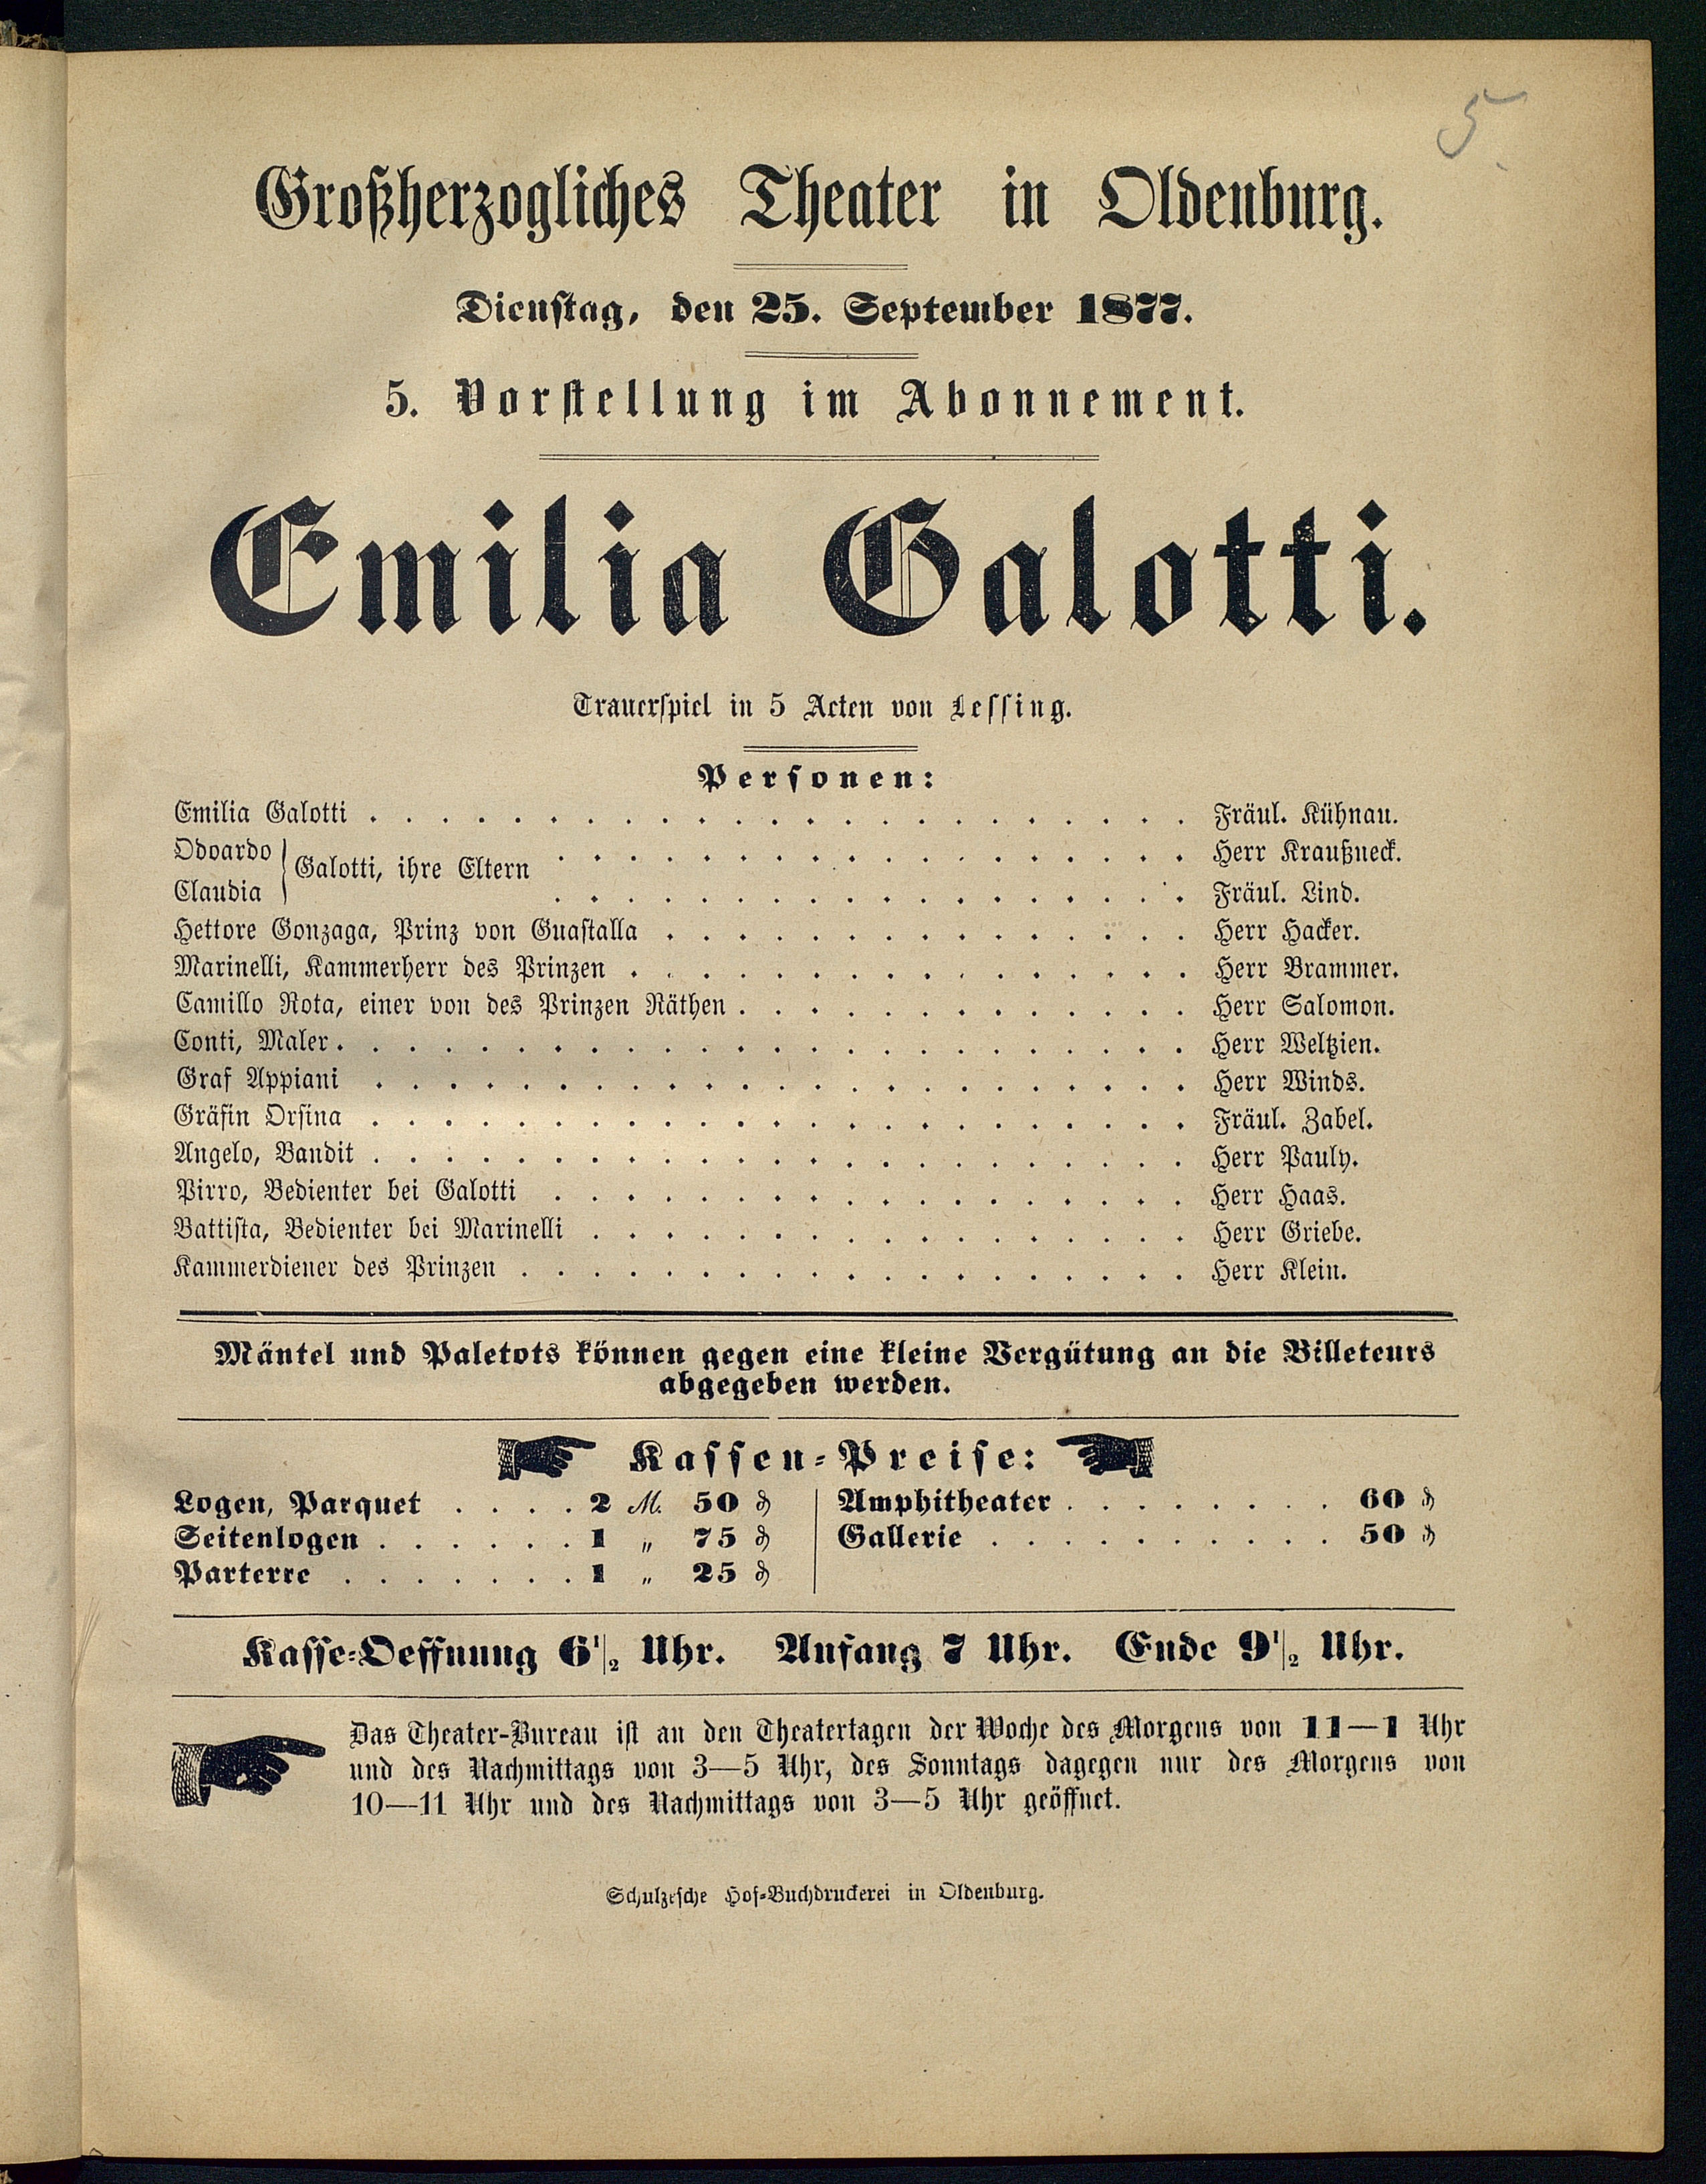 5.
Großherzogliches Theater in Oldenburg.
Dienstag, den 25. September 1877.
5. Vorstellung im Abonnement.
Emilia Galotti.
Trauerspiel in 5 Acten von Lessing.
Personen:
Emilia Galotti . . . . . . . . . . . . . . . . . . . . . . . Fräul. Kühnau.
Odoardo . . . . . . . . . . . . . . . . . . Herr Kraußneck.
Galotti, ihre Eltern
Claudia . . . . . . . . . . . . . . . . . . Fräul. Lind.
Hettore Gonzaga, Prinz von Guastalla . . . . . . . . . . . . . . . Herr Hacker.
Marinelli, Kammerherr des Prinzen . . . . . . . . . . . . . . . . Herr Brammer.
Camillo Rota, einer von des Prinzen Räthen . . . . . . . . . . . . . Herr Salomon.
Conti, Maler . . . . . . . . . . . . . . . . . . . . . . . . Herr Weltzien.
Graf Appiani . . . . . . . . . . . . . . . . . . . . . . . Herr Winds.
Gräfin Orsina . . . . . . . . . . . . . . . . . . . . . . . Fräul. Zabel.
Angelo, Bandit . . . . . . . . . . . . . . . . . . . . . . . Herr Pauly.
Pirro, Bedienter bei Galotti . . . . . . . . . . . . . . . . . . Herr Haas.
Battista, Bedienter bei Marinelli . . . . . . . . . . . . . . . . . Herr Griebe.
Kammerdiener des Prinzen . . . . . . . . . . . . . . . . . . . Herr Klein.
Mäntel und Paletots können gegen eine kleine Vergütung an die Billeteurs
abgegeben werden.
Kassen-Preise:
Logen, Parquet . . . . 2 M. 50 ₰
Seitenlogen . . . . . . 1 „ 75 ₰
Parterre . . . . . . . 1 „ 25 ₰
Amphitheater . . . . . . . . 60 ₰
Gallerie . . . . . . . . . . 50 ₰
Kasse-Oeffnung 6 1/2 Uhr. Anfang 7 Uhr. Ende 9 1/2 Uhr.
Das Theater-Bureau ist an den Theatertagen der Woche des Morgens von 11—1 Uhr
und des Nachmittags von 3—5 Uhr, des Sonntags dagegen nur des Morgens von
10—11 Uhr und des Nachmittags von 3—5 Uhr geöffnet.
Schulzesche Hof-Buchdruckerei in Oldenburg.